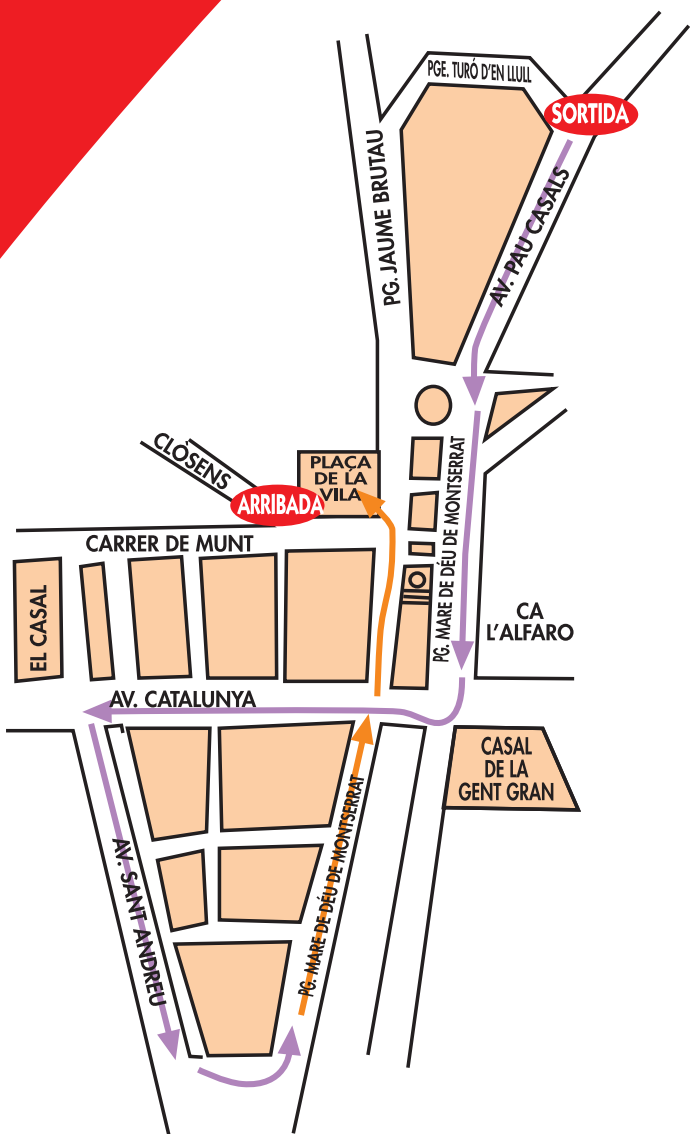 PGE. TURÓ D'EN LLULL
SORTIDA
PG. JAUME BRUTAU
AV. PAU CASALS
CLÒSENS
PLAÇA
DE LA
VILA
ARRIBADA
PG. MARE DE DÉU DE MONTSERRAT
CARRER DE MUNT
EL CASAL
CA
L'ALFARO
AV. CATALUNYA
CASAL
DE LA
GENT GRAN
PG. MARE DE DÉU DE MONTSERRAT
AV. SANT ANDREU